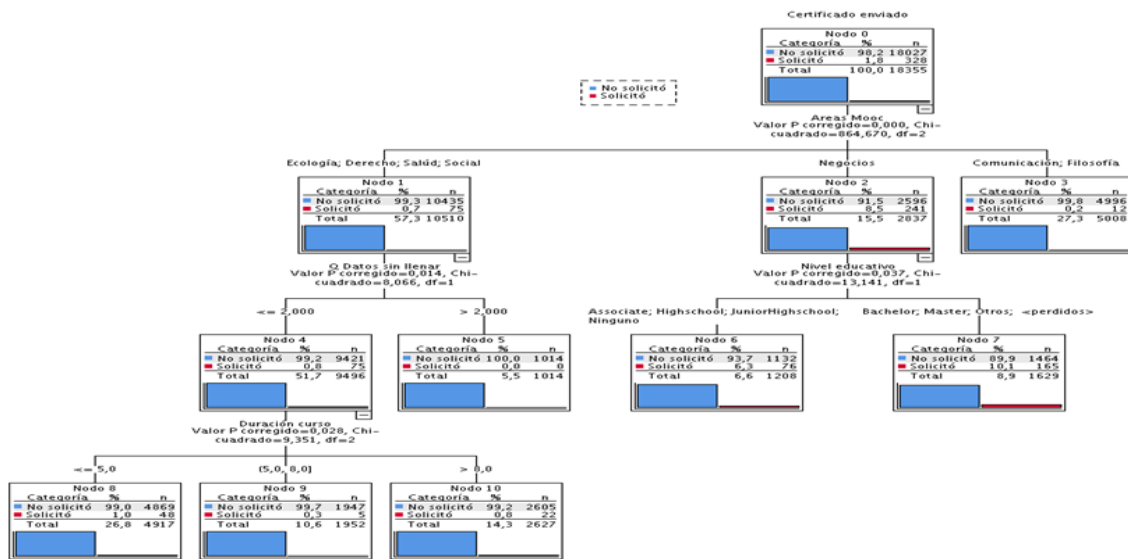 Certificado enviado
Nodo 0
Categoría % n
No solicitó 98,2 18027
Solicitó 1,8 328
Total 100,0 18355
No solicitó
Solicitó
Areas Mooc
Valor P corregido=0,000, Chi-
cuadrado=864,670, df=2
Ecología; Derecho; Salúd; Social
Negocios
Comunicación; Filosofía
Nodo 1
Categoría % n
No solicitó 99,3 10435
Solicitó 0,7 75
Total 57,3 10510
Nodo 2
Categoría % n
No solicitó 91,5 2596
Solicitó 8,5 241
Total 15,5 2837
Nodo 3
Categoría % n
No solicitó 99,8 4996
Solicitó 0,2 12
Total 27,3 5008
Q Datos sin llenar
Valor P corregido=0,014, Chi-
cuadrado=8,066, df=1
Nivel educativo
Valor P corregido=0,037, Chi-
cuadrado=13,141, df=1
<= 2,000
> 2,000
Associate; Highschool; JuniorHighschool;
Ninguno
Bachelor; Master; Otros; <perdidos>
Nodo 4
Categoría % n
No solicitó 99,2 9421
Solicitó 0,8 75
Total 51,7 9496
Nodo 5
Categoría % n
No solicitó 100,0 1014
Solicitó 0,0 0
Total 5,5 1014
Nodo 6
Categoría % n
No solicitó 93,7 1132
Solicitó 6,3 76
Total 6,6 1208
Nodo 7
Categoría % n
No solicitó 89,9 1464
Solicitó 10,1 165
Total 8,9 1629
Duración curso
Valor P corregido=0,028, Chi-
cuadrado=9,351, df=2
<= 5,0
(5,0, 8,0]
> 8,0
Nodo 8
Categoría % n
No solicitó 99,0 4869
Solicitó 1,0 48
Total 26,8 4917
Nodo 9
Categoría % n
No solicitó 99,7 1947
Solicitó 0,3 5
Total 10,6 1952
Nodo 10
Categoría % n
No solicitó 99,2 2605
Solicitó 0,8 22
Total 14,3 2627